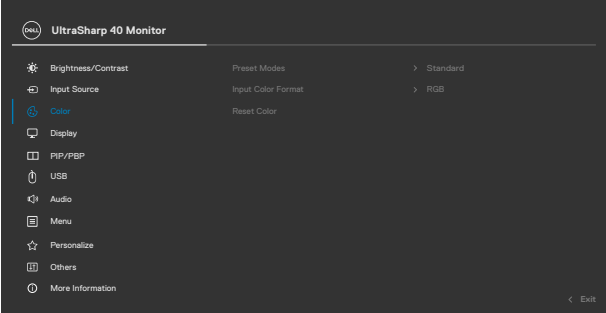 DELL UltraSharp 40 Monitor
Brightness/Contrast Preset Modes > Standard
Input Source Input Color Format > RGB
Color Reset Color
Display
PIP/PBP
USB
Audio
Menu
Personalize
Others
More Information
< Exit